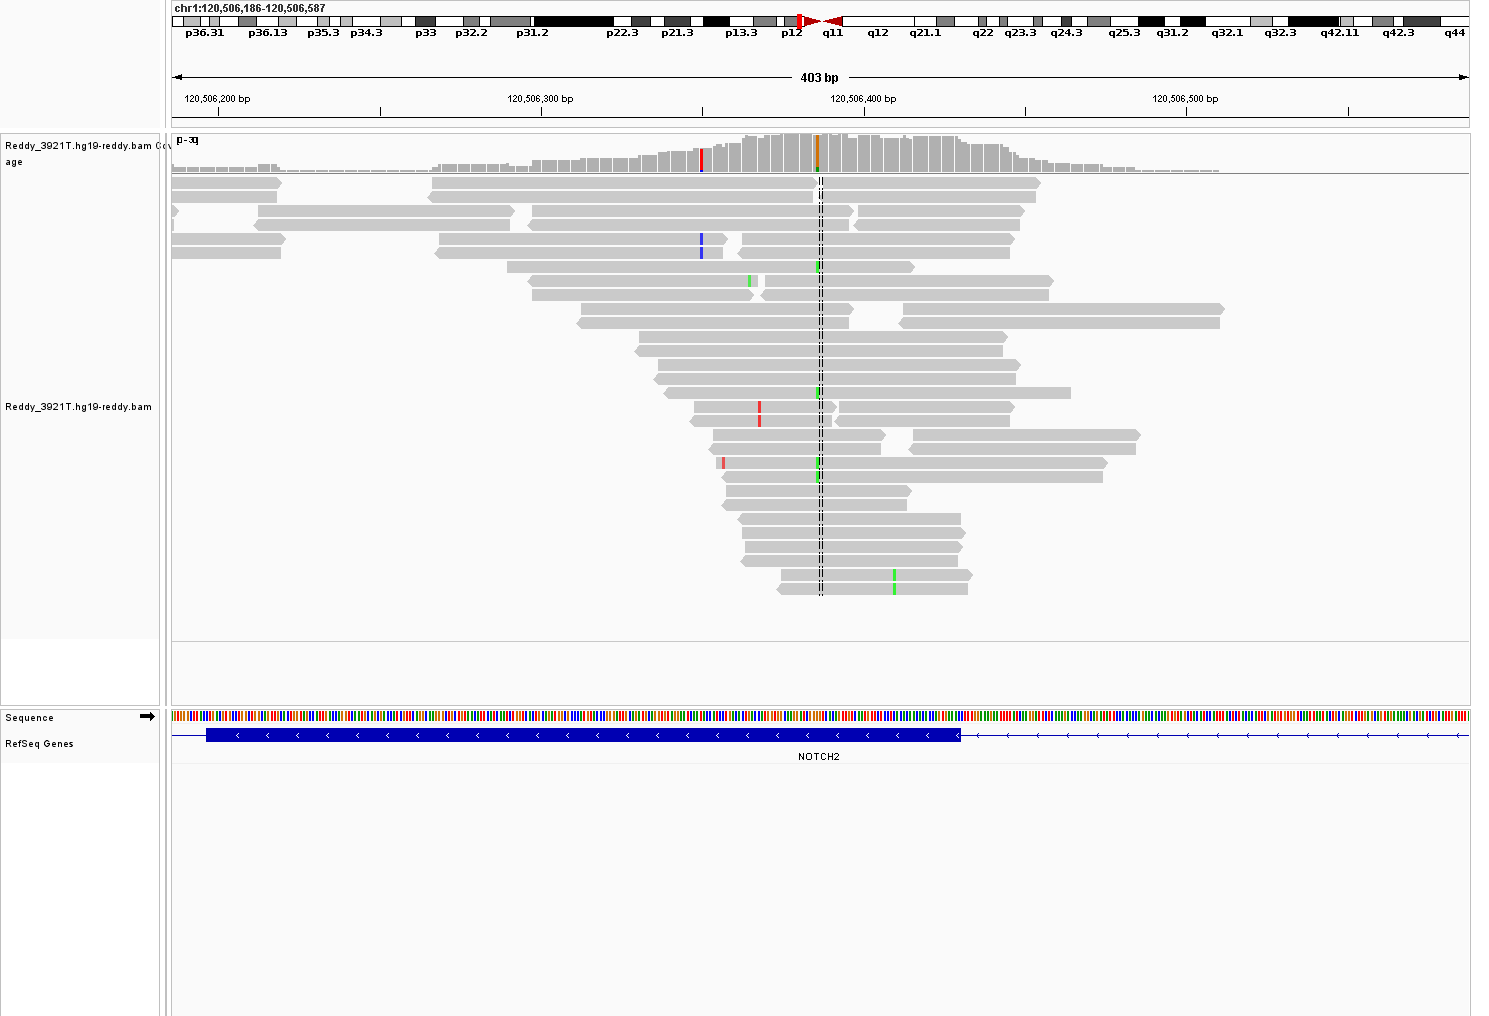 chr1:120,506,186-120,506,587
p36.31 p36.13 p35.3 p34.3 p33 p32.2 p31.2 p22.3 p21.3 p13.3 p12 q11 q12 q21.1 q22 q23.3 q24.3 q25.3 q31.2 q32.1 q32.3 q42.11 q42.3 q44
403 bp
120,506,200 bp 120,506,300 bp 120,506,400 bp 120,506,500 bp
Reddy_3921T.hg19-reddy.bam Cov
age
Reddy_3921T.hg19-reddy.bam
Sequence
RefSeq Genes
NOTCH2